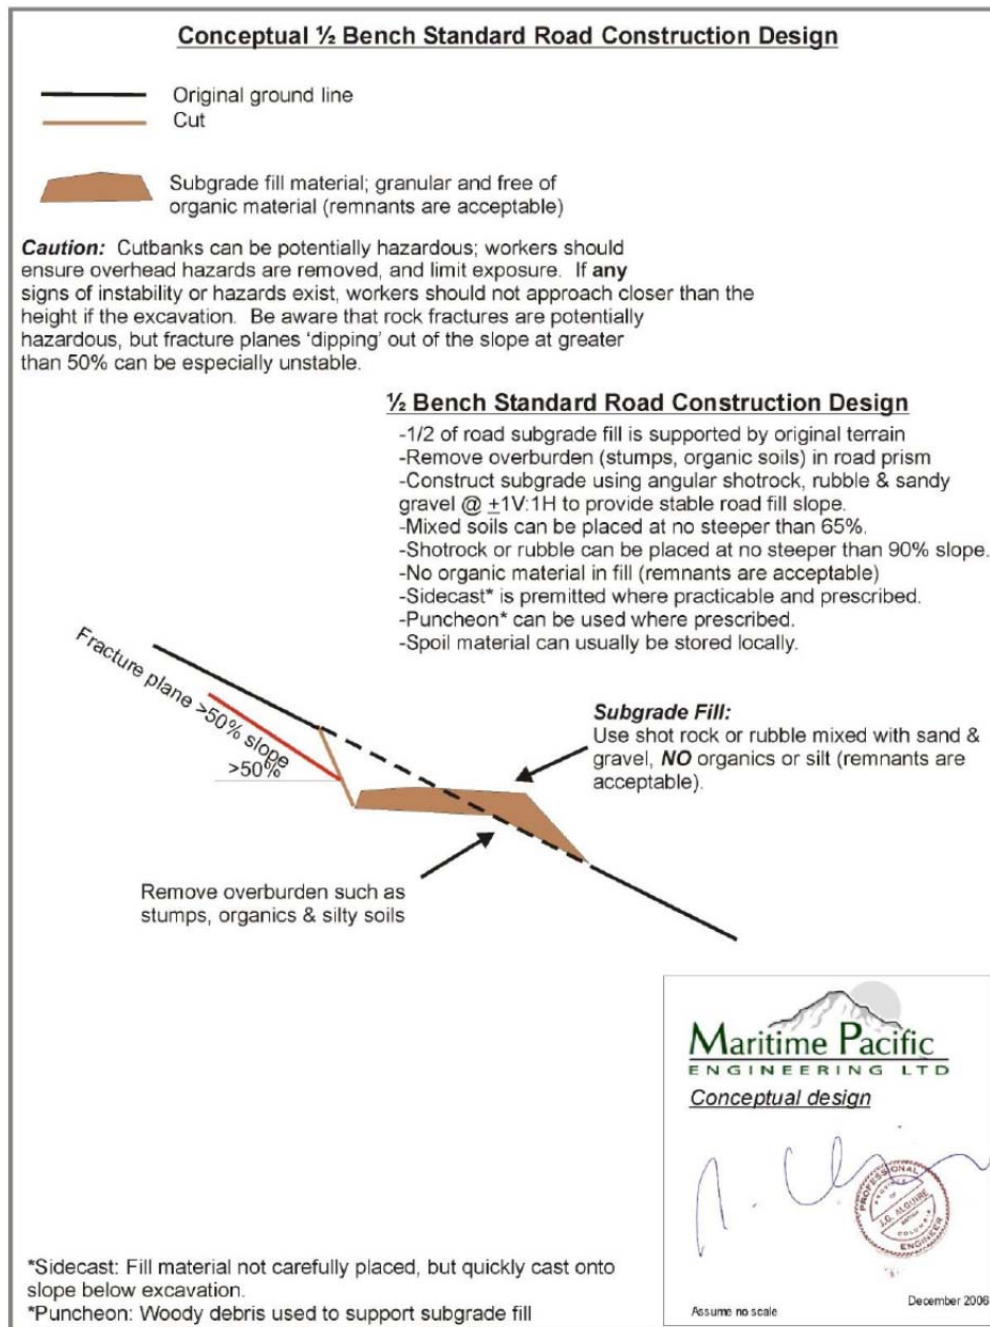 Conceptual ½ Bench Standard Road Construction Design
Original ground line
Cut
Subgrade fill material; granular and free of
organic material (remnants are acceptable)
Caution: Cutbanks can be potentially hazardous; workers should
ensure overhead hazards are removed, and limit exposure. If any
signs of instability or hazards exist, workers should not approach closer than the
height if the excavation. Be aware that rock fractures are potentially
hazardous, but fracture planes ‘dipping’ out of the slope at greater
than 50% can be especially unstable.
½ Bench Standard Road Construction Design
-1/2 of road subgrade fill is supported by original terrain
-Remove overburden (stumps, organic soils) in road prism
-Construct subgrade using angular shotrock, rubble & sandy
gravel @ ±1V:1H to provide stable road fill slope.
-Mixed soils can be placed at no steeper than 65%.
-Shotrock or rubble can be placed at no steeper than 90% slope.
-No organic material in fill (remnants are acceptable)
-Sidecast* is premitted where practicable and prescribed.
-Puncheon* can be used where prescribed.
-Spoil material can usually be stored locally.
Fracture plane >50% slope
>50%
Subgrade Fill:
Use shot rock or rubble mixed with sand &
gravel, NO organics or silt (remnants are
acceptable).
Remove overburden such as
stumps, organics & silty soils
Maritime Pacific
ENGINEERING LTD
Conceptual design
PROFESSIONAL
PROVINCE
OF
J.G. ALGUIRE
BRITISH
COLUMBIA
ENGINEER
*Sidecast: Fill material not carefully placed, but quickly cast onto
slope below excavation.
*Puncheon: Woody debris used to support subgrade fill
Assume no scale
December 2006